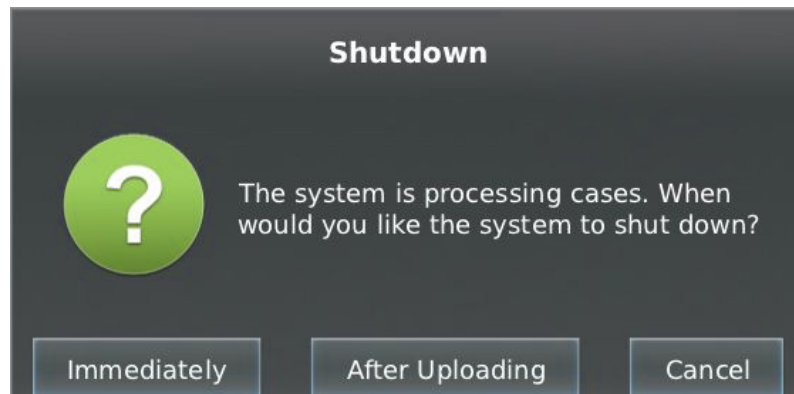 Shutdown
?
The system is processing cases. When
would you like the system to shut down?
Immediately
After Uploading
Cancel